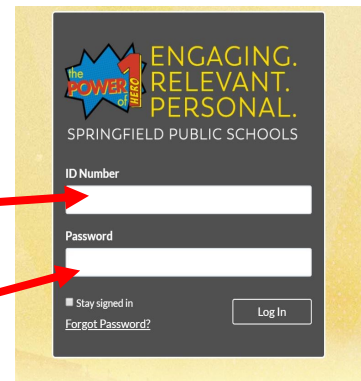 the
POWER
of
1
HERO
ENGAGING.
RELEVANT.
PERSONAL.
SPRINGFIELD PUBLIC SCHOOLS
ID Number
Password
Stay signed in
Forgot Password?
Log In